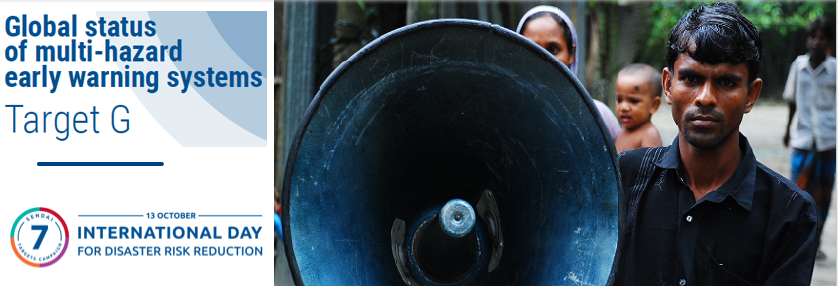 Global status
of multi-hazard
early warning systems
Target G
SENDAI
7
TARGETS CAMPAIGN
13 OCTOBER
INTERNATIONAL DAY
FOR DISASTER RISK REDUCTION